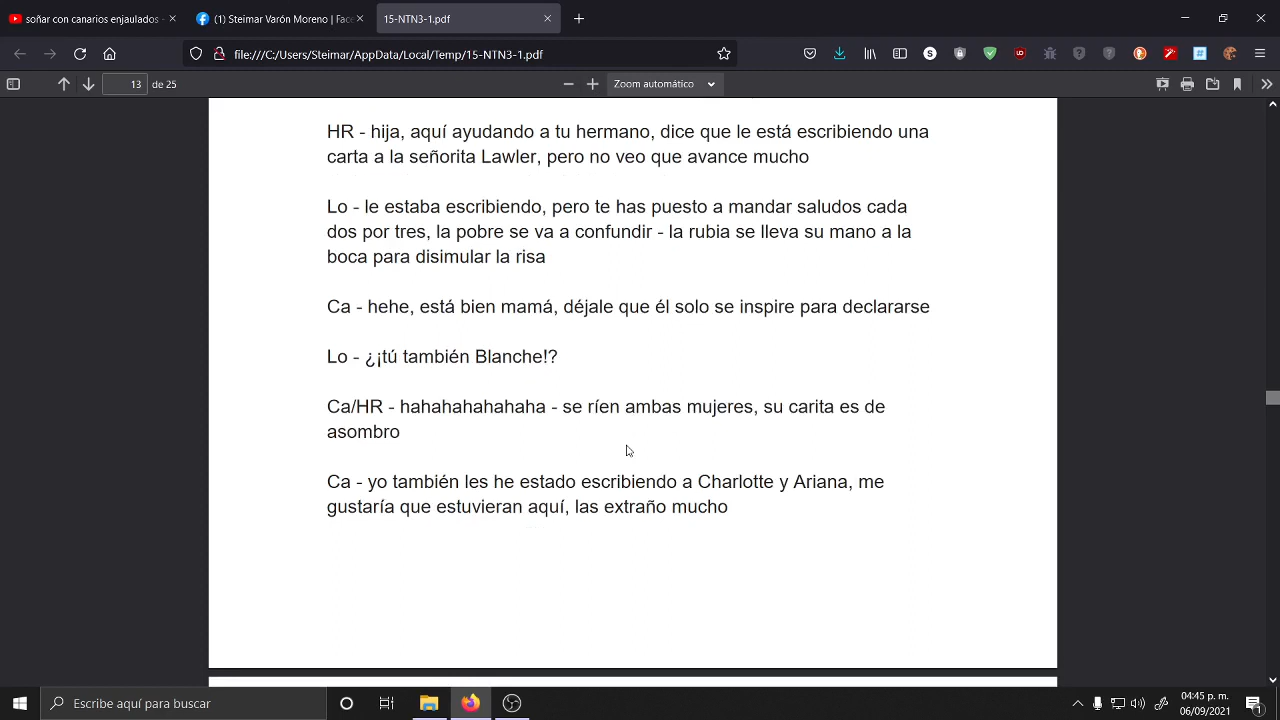 soñar con canarios enjaulados -
(1) Steimar Varón Moreno | Face
15-NTN3-1.pdf
file:///C:/Users/Steimar/AppData/Local/Temp/15-NTN3-1.pdf
13 de 25
Zoom automático
HR - hija, aquí ayudando a tu hermano, dice que le está escribiendo una
carta a la señorita Lawler, pero no veo que avance mucho
Lo - le estaba escribiendo, pero te has puesto a mandar saludos cada
dos por tres, la pobre se va a confundir - la rubia se lleva su mano a la
boca para disimular la risa
Ca - hehe, está bien mamá, déjale que él solo se inspire para declararse
Lo - ¿¡tú también Blanche!?
Ca/HR - hahahahahahaha - se ríen ambas mujeres, su carita es de
asombro
Ca - yo también les he estado escribiendo a Charlotte y Ariana, me
gustaría que estuvieran aquí, las extraño mucho
Escribe aquí para buscar
04:45 p. m.
06/09/2021